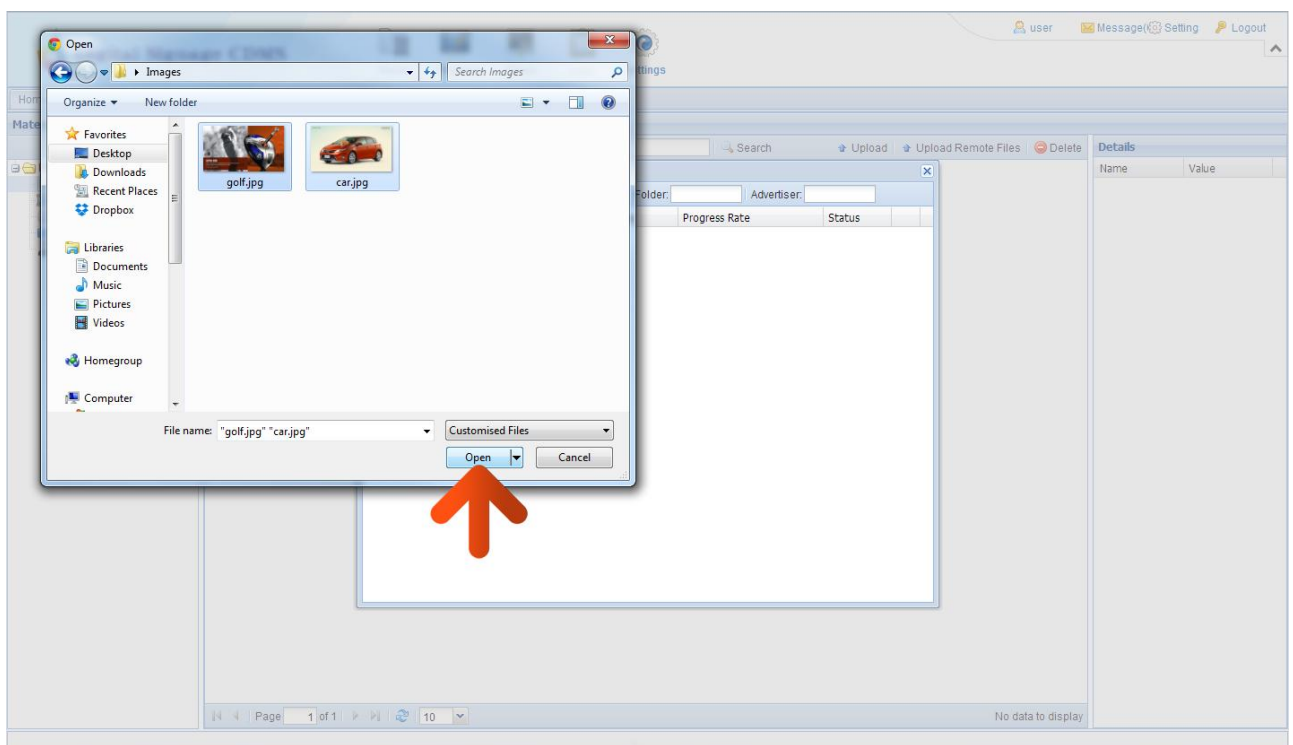 Open
user
Message(
Setting
Logout
Images
Search Images
Organize
New folder
Favorites
Desktop
Downloads
Recent Places
Dropbox
Libraries
Documents
Music
Pictures
Videos
Homegroup
Computer
golf.jpg
car.jpg
File name: "golf.jpg" "car.jpg"
Customised Files
Open
Cancel
Search
Upload
Upload Remote Files
Delete
Folder:
Advertiser:
Progress Rate
Status
Details
Name
Value
Page 1 of 1
10
No data to display